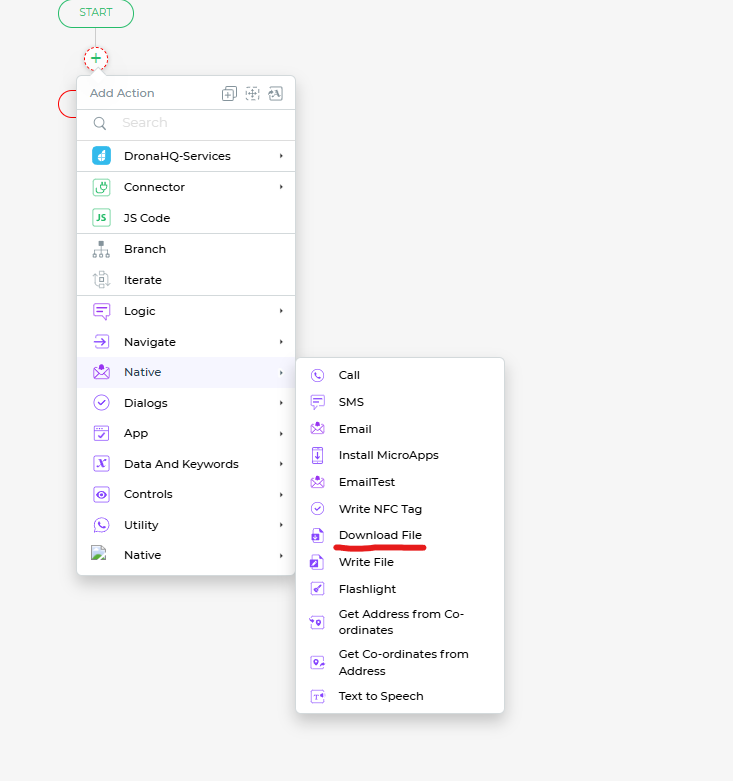 START
+
Add Action
Search
DronaHQ-Services
Connector
JS
JS Code
Branch
Iterate
Logic
Navigate
Native
Dialogs
App
Data And Keywords
Controls
Utility
Native
Call
SMS
Email
Install MicroApps
EmailTest
Write NFC Tag
Download File
Write File
Flashlight
Get Address from Co-
ordinates
Get Co-ordinates from
Address
Text to Speech